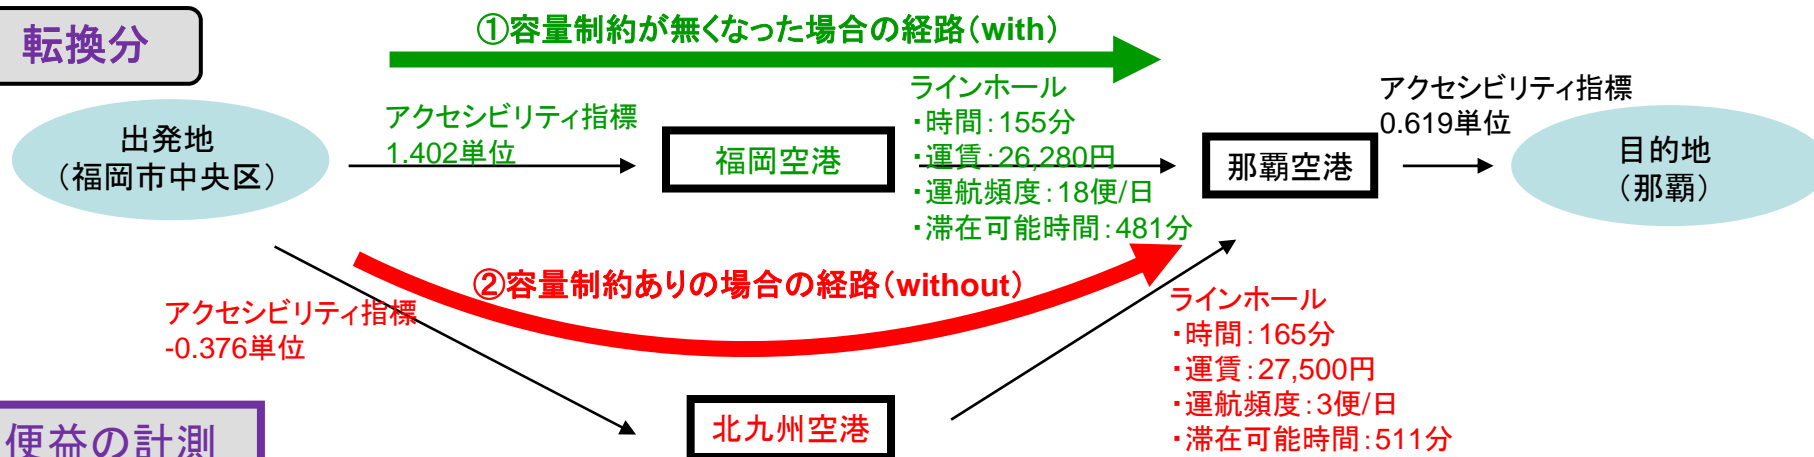 転換分
①容量制約が無くなった場合の経路(with)
出発地
(福岡市中央区)
アクセシビリティ指標
1.402単位
福岡空港
ラインホール
・時間:155分
・運賃:26,280円
・運航頻度:18便/日
・滞在可能時間:481分
那覇空港
アクセシビリティ指標
0.619単位
目的地
(那覇)
②容量制約ありの場合の経路(without)
アクセシビリティ指標
-0.376単位
北九州空港
ラインホール
・時間:165分
・運賃:27,500円
・運航頻度:3便/日
・滞在可能時間:511分
便益の計測